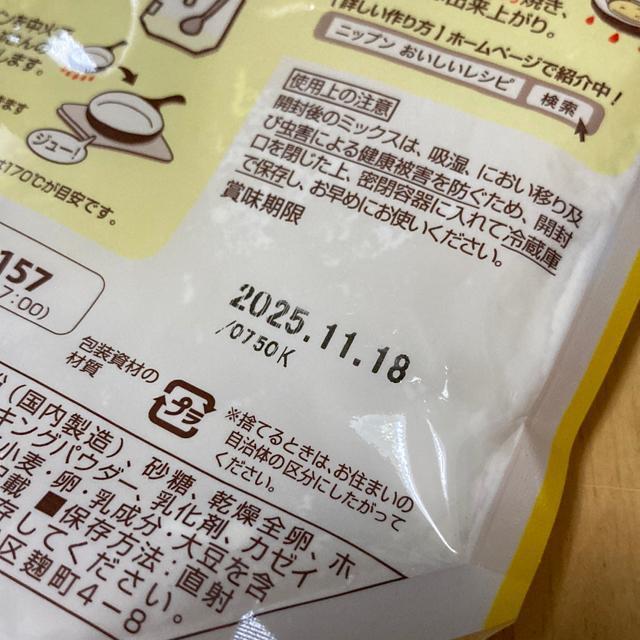 出来上がり。
【詳しい作り方】ホームページで紹介中!
ニップン おいしいレシピ 検索
ジュー!
170℃が目安です。
使用上の注意
開封後のミックスは、吸湿、におい移り及
び虫害による健康被害を防ぐため、開封
口を閉じた上、密閉容器に入れて冷蔵庫
で保存し、お早めにお使いください。
賞味期限
2025.11.18
/0750K
157
7:00)
包装資材の
材質
プラ
※捨てるときは、お住まいの
自治体の区分にしたがって
ください。
(国内製造)、砂糖、乾燥全卵、ホ
キングパウダー、乳化剤、カゼイ
小麦・卵・乳成分・大豆を含
記載 ■保存方法:直射
存してください。
区麹町4-8